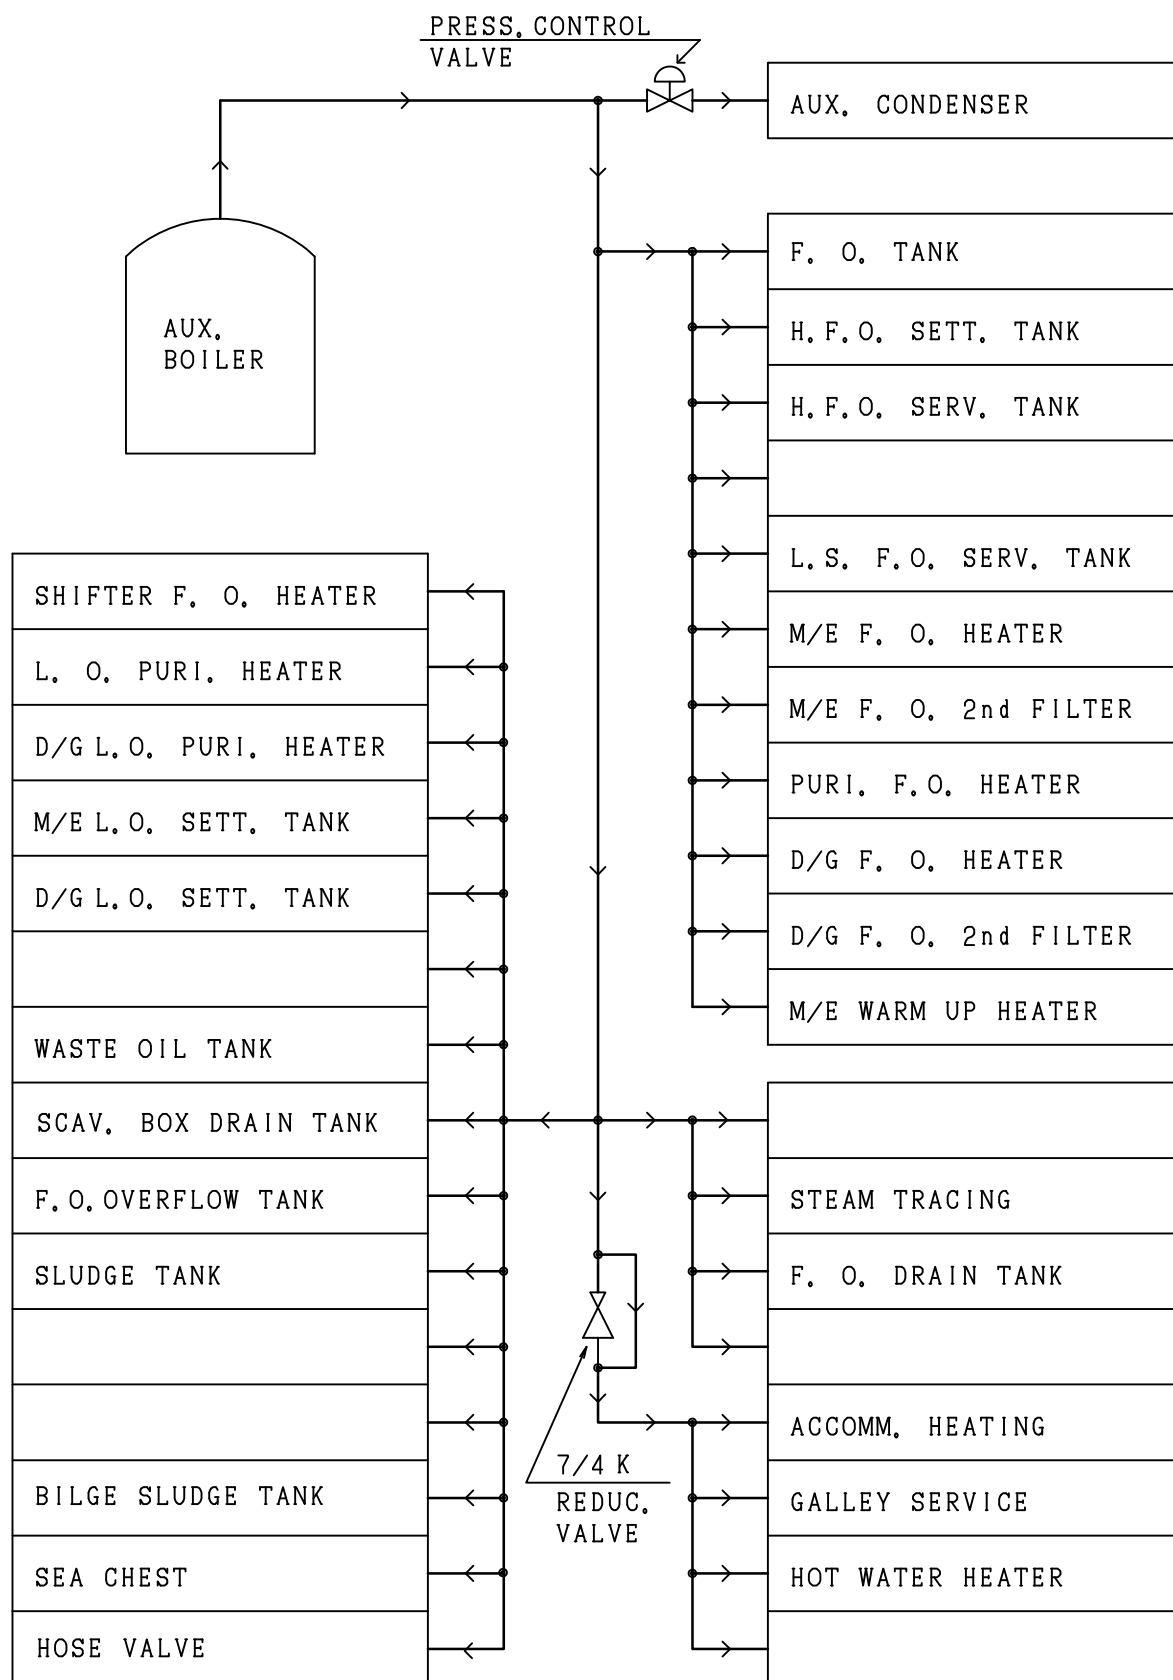 PRESS. CONTROL
VALVE
AUX. CONDENSER
F. O. TANK
H.F.O. SETT. TANK
H.F.O. SERV. TANK
L.S. F.O. SERV. TANK
M/E F. O. HEATER
M/E F. O. 2nd FILTER
PURI. F.O. HEATER
D/G F. O. HEATER
D/G F. O. 2nd FILTER
M/E WARM UP HEATER
AUX.
BOILER
SHIFTER F. O. HEATER
L. O. PURI. HEATER
D/G L.O. PURI. HEATER
M/E L.O. SETT. TANK
D/G L.O. SETT. TANK
WASTE OIL TANK
SCAV. BOX DRAIN TANK
F.O.OVERFLOW TANK
SLUDGE TANK
BILGE SLUDGE TANK
SEA CHEST
HOSE VALVE
7/4 K
REDUC.
VALVE
STEAM TRACING
F. O. DRAIN TANK
ACCOMM. HEATING
GALLEY SERVICE
HOT WATER HEATER